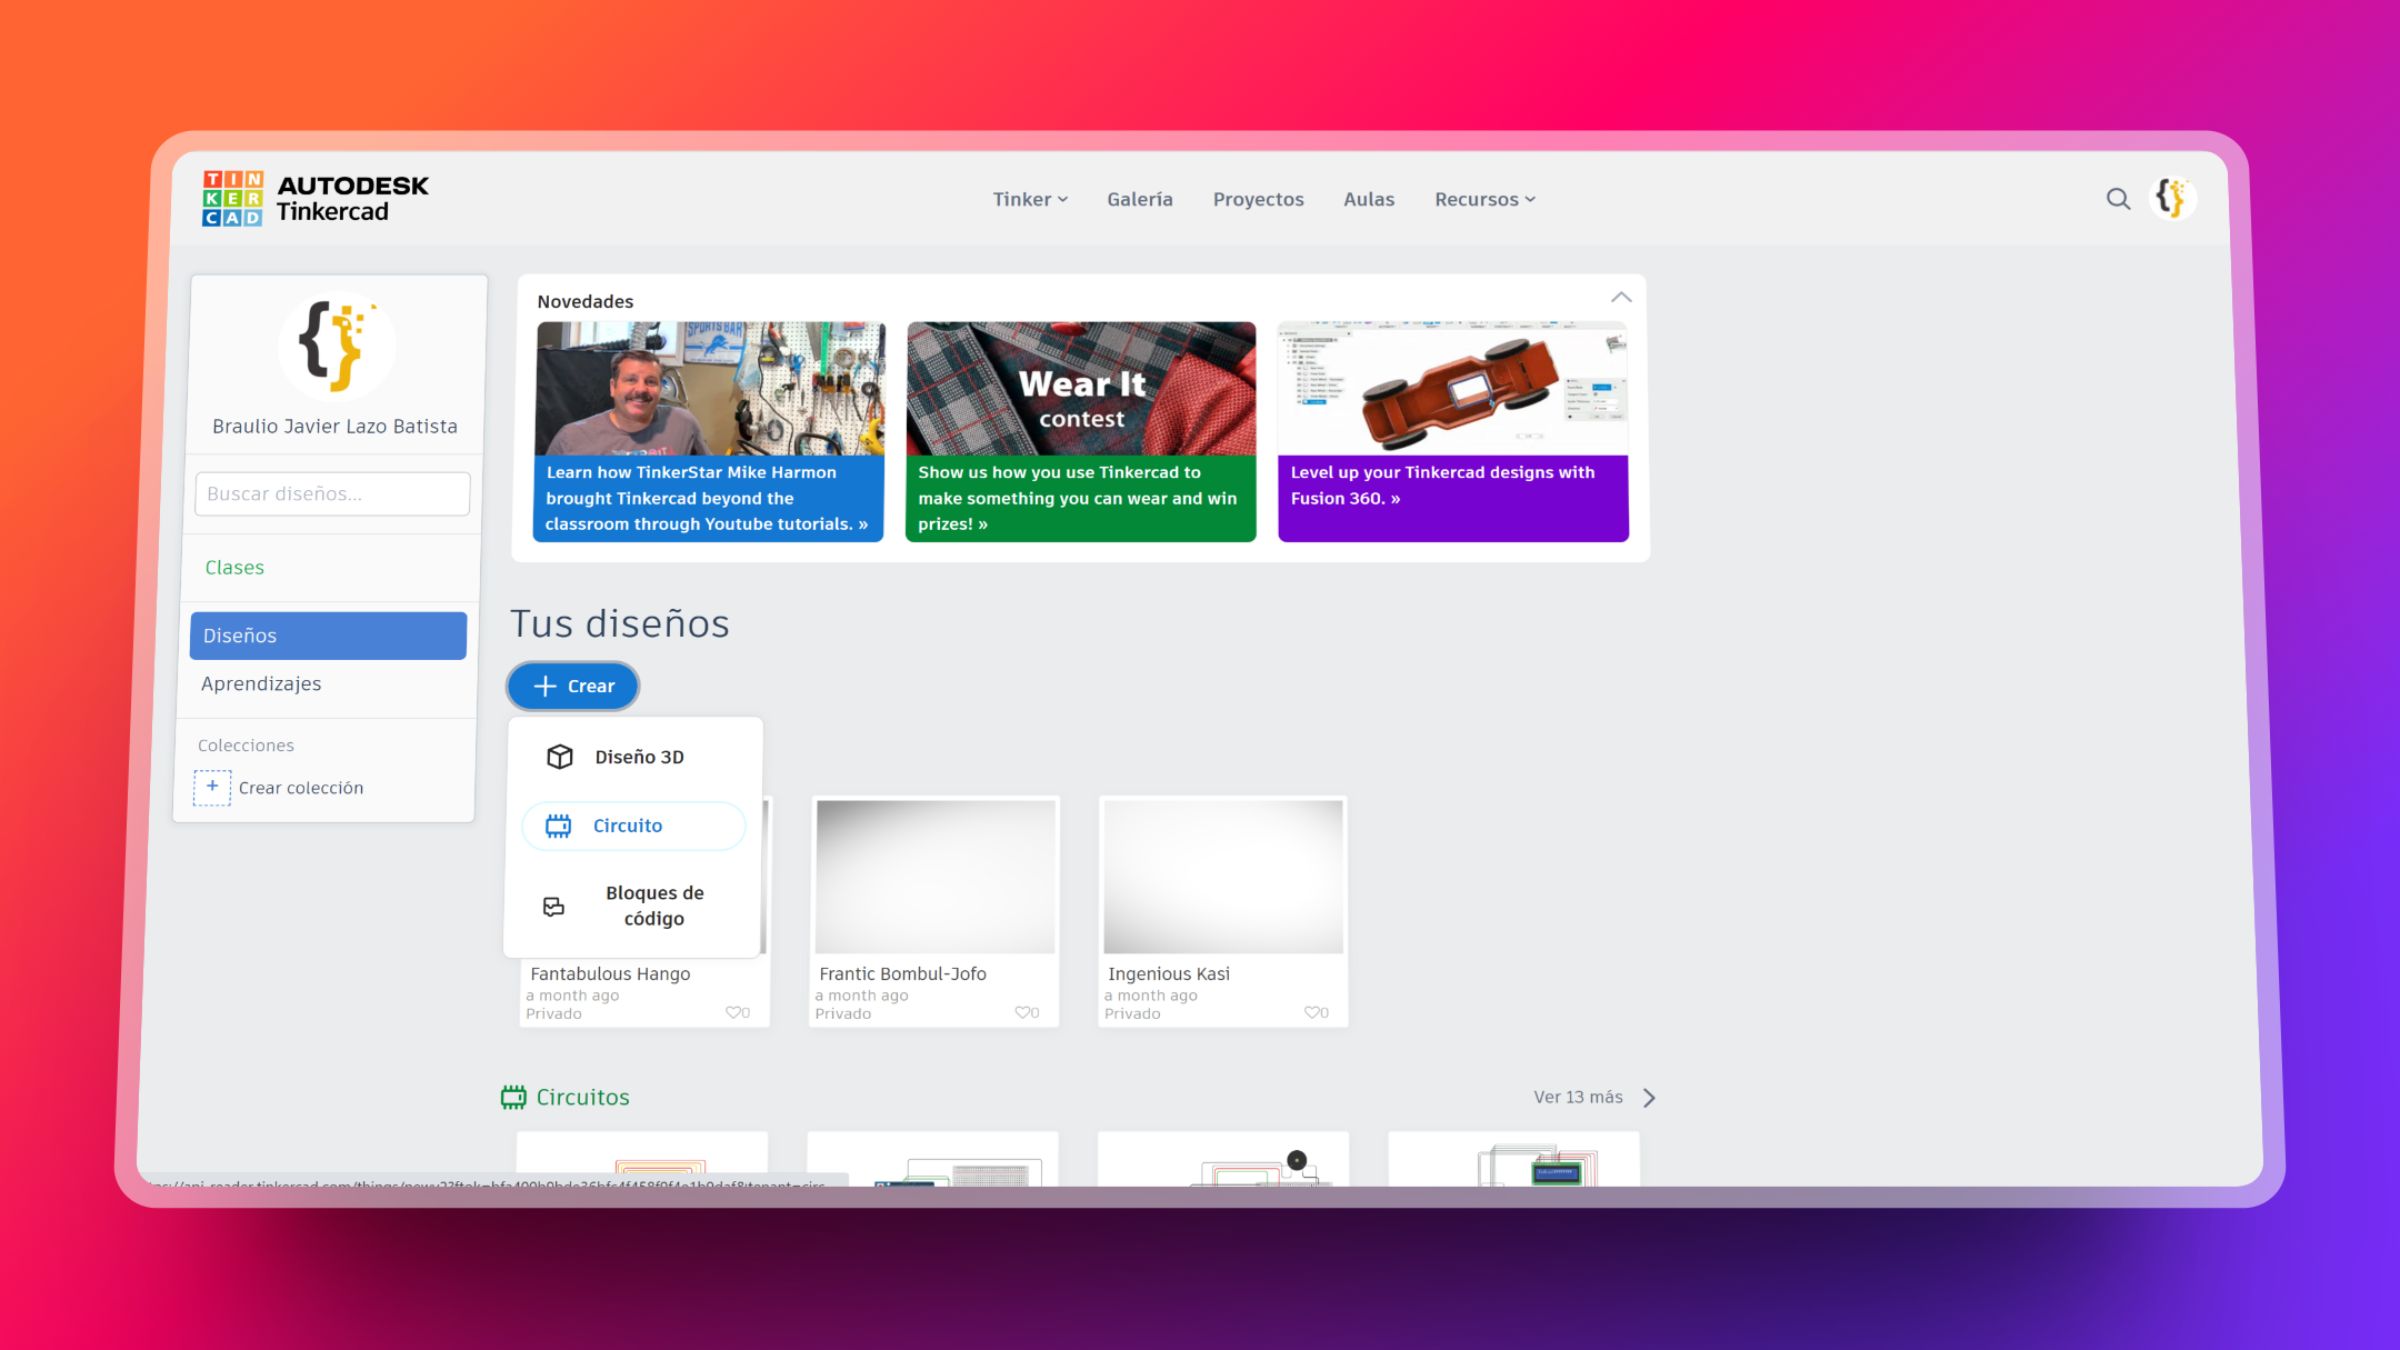 TIN
KER
CAD
AUTODESK
Tinkercad
Tinker
Galería
Proyectos
Aulas
Recursos
Braulio Javier Lazo Batista
Buscar diseños...
Clases
Diseños
Aprendizajes
Colecciones
+ Crear colección
Novedades
SPORTS BAR
Learn how TinkerStar Mike Harmon
brought Tinkercad beyond the
classroom through Youtube tutorials. »
Wear It
contest
Show us how you use Tinkercad to
make something you can wear and win
prizes! »
Level up your Tinkercad designs with
Fusion 360. »
Tus diseños
+ Crear
Diseño 3D
Circuito
Bloques de
código
Fantabulous Hango
a month ago
Privado
0
Frantic Bombul-Jofo
a month ago
Privado
0
Ingenious Kasi
a month ago
Privado
0
Circuitos
Ver 13 más